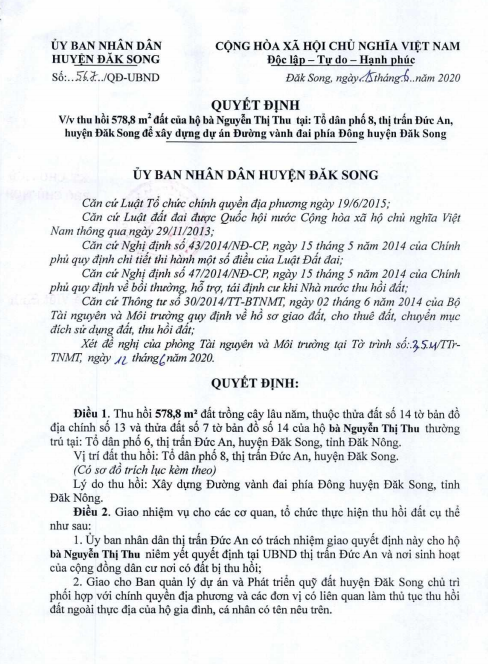 ỦY BAN NHÂN DÂN
HUYỆN ĐĂK SONG
Số:.. /QĐ-UBND
CỘNG HÒA XÃ HỘI CHỦ NGHĨA VIỆT NAM
Độc lập – Tự do – Hạnh phúc
Đăk Song, ngày 15 tháng 6..năm 2020
QUYẾT ĐỊNH
V/v thu hồi 578,8 m² đất của hộ bà Nguyễn Thị Thu tại: Tổ dân phố 8, thị trấn Đức An,
huyện Đăk Song để xây dựng dự án Đường vành đai phía Đông huyện Đăk Song
ỦY BAN NHÂN DÂN HUYỆN ĐĂK SONG
Căn cứ Luật Tổ chức chính quyền địa phương ngày 19/6/2015;
Căn cứ Luật đất đai được Quốc hội nước Cộng hòa xã hộ chủ nghĩa Việt
Nam thông qua ngày 29/11/2013;
Căn cứ Nghị định số 43/2014/NĐ-CP, ngày 15 tháng 5 năm 2014 của Chính
phủ quy định chi tiết thi hành một số điều của Luật Đất đai;
Căn cứ Nghị định số 47/2014/NĐ-CP, ngày 15 tháng 5 năm 2014 của Chính
phủ quy định về bồi thường, hỗ trợ, tái định cư khi Nhà nước thu hồi đất;
Căn cứ Thông tư số 30/2014/TT-BTNMT, ngày 02 tháng 6 năm 2014 của Bộ
Tài nguyên và Môi trường quy định về hồ sơ giao đất, cho thuê đất, chuyển mục
đích sử dụng đất, thu hồi đất;
Xét đề nghị của phòng Tài nguyên và Môi trường tại Tờ trình số:.354/TTr-
TNMT, ngày 12 tháng 6 năm 2020.
QUYẾT ĐỊNH:
Điều 1. Thu hồi 578,8 m² đất trồng cây lâu năm, thuộc thửa đất số 14 tờ bản đồ
địa chính số 13 và thửa đất số 7 tờ bản đồ số 14 của hộ bà Nguyễn Thị Thu thường
trú tại: Tổ dân phố 6, thị trấn Đức An, huyện Đăk Song, tỉnh Đăk Nông.
Vị trí đất thu hồi: Tổ dân phố 8, thị trấn Đức An, huyện Đăk Song.
(Có sơ đồ trích lục kèm theo)
Lý do thu hồi: Xây dựng Đường vành đai phía Đông huyện Đăk Song, tỉnh
Đăk Nông.
Điều 2. Giao nhiệm vụ cho các cơ quan, tổ chức thực hiện thu hồi đất cụ thể
như sau:
1. Ủy ban nhân dân thị trấn Đức An có trách nhiệm giao quyết định này cho hộ
bà Nguyễn Thị Thu niêm yết quyết định tại UBND thị trấn Đức An và nơi sinh hoạt
của cộng đồng dân cư nơi có đất bị thu hồi;
2. Giao cho Ban quản lý dự án và Phát triển quỹ đất huyện Đăk Song chủ trì
phối hợp với chính quyền địa phương và các đơn vị có liên quan làm thủ tục thu hồi
đất ngoài thực địa của hộ gia đình, cá nhân có tên nêu trên.